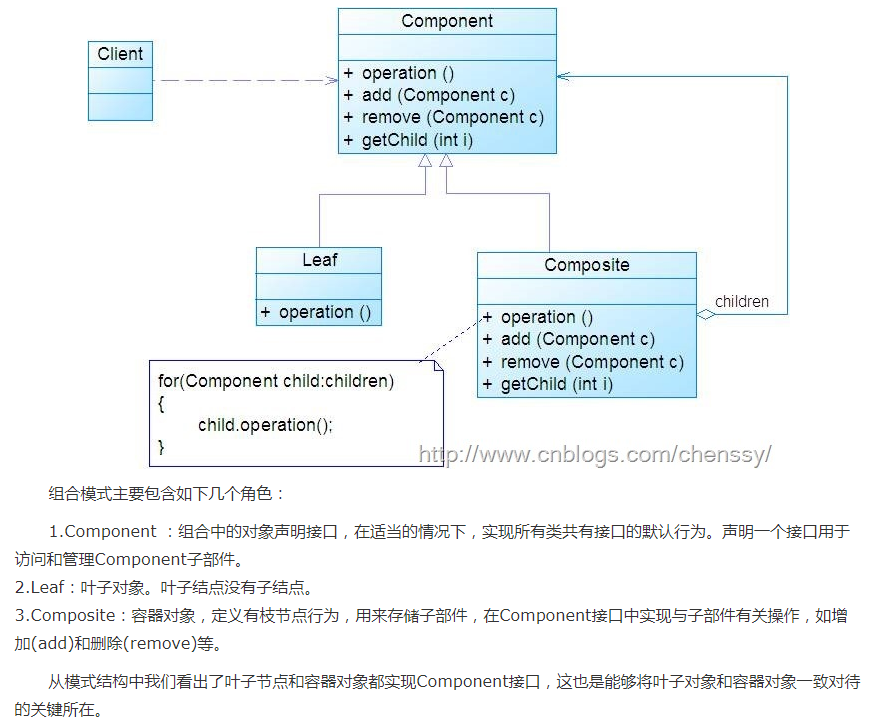 Component
Client
+ operation ()
+ add (Component c)
+ remove (Component c)
+ getChild (int i)
Leaf
+ operation ()
Composite
+ operation ()
+ add (Component c)
+ remove (Component c)
+ getChild (int i)
children
for(Component child:children)
{
child.operation();
}
http://www.cnblogs.com/chenssy/
组合模式主要包含如下几个角色：
1.Component ：组合中的对象声明接口，在适当的情况下，实现所有类共有接口的默认行为。声明一个接口用于
访问和管理Component子部件。
2.Leaf：叶子对象。叶子结点没有子结点。
3.Composite：容器对象，定义有枝节点行为，用来存储子部件，在Component接口中实现与子部件有关操作，如增
加(add)和删除(remove)等。
从模式结构中我们看出了叶子节点和容器对象都实现Component接口，这也是能够将叶子对象和容器对象一致对待
的关键所在。